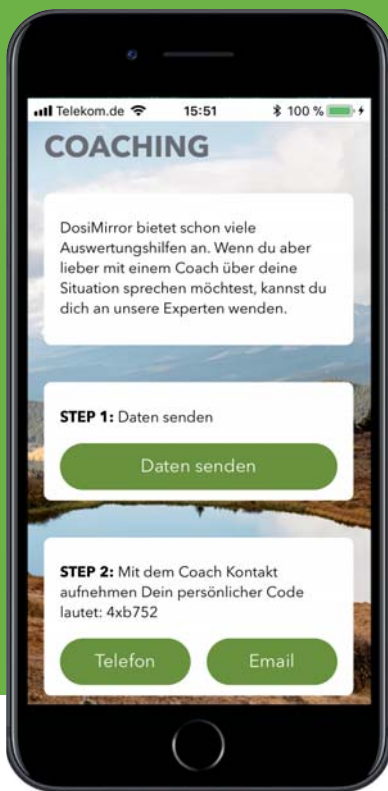 Telekom.de 15:51 100 %
COACHING
DosiMirror bietet schon viele
Auswertungshilfen an. Wenn du aber
lieber mit einem Coach über deine
Situation sprechen möchtest, kannst du
dich an unsere Experten wenden.
STEP 1: Daten senden
Daten senden
STEP 2: Mit dem Coach Kontakt
aufnehmen Dein persönlicher Code
lautet: 4xb752
Telefon Email